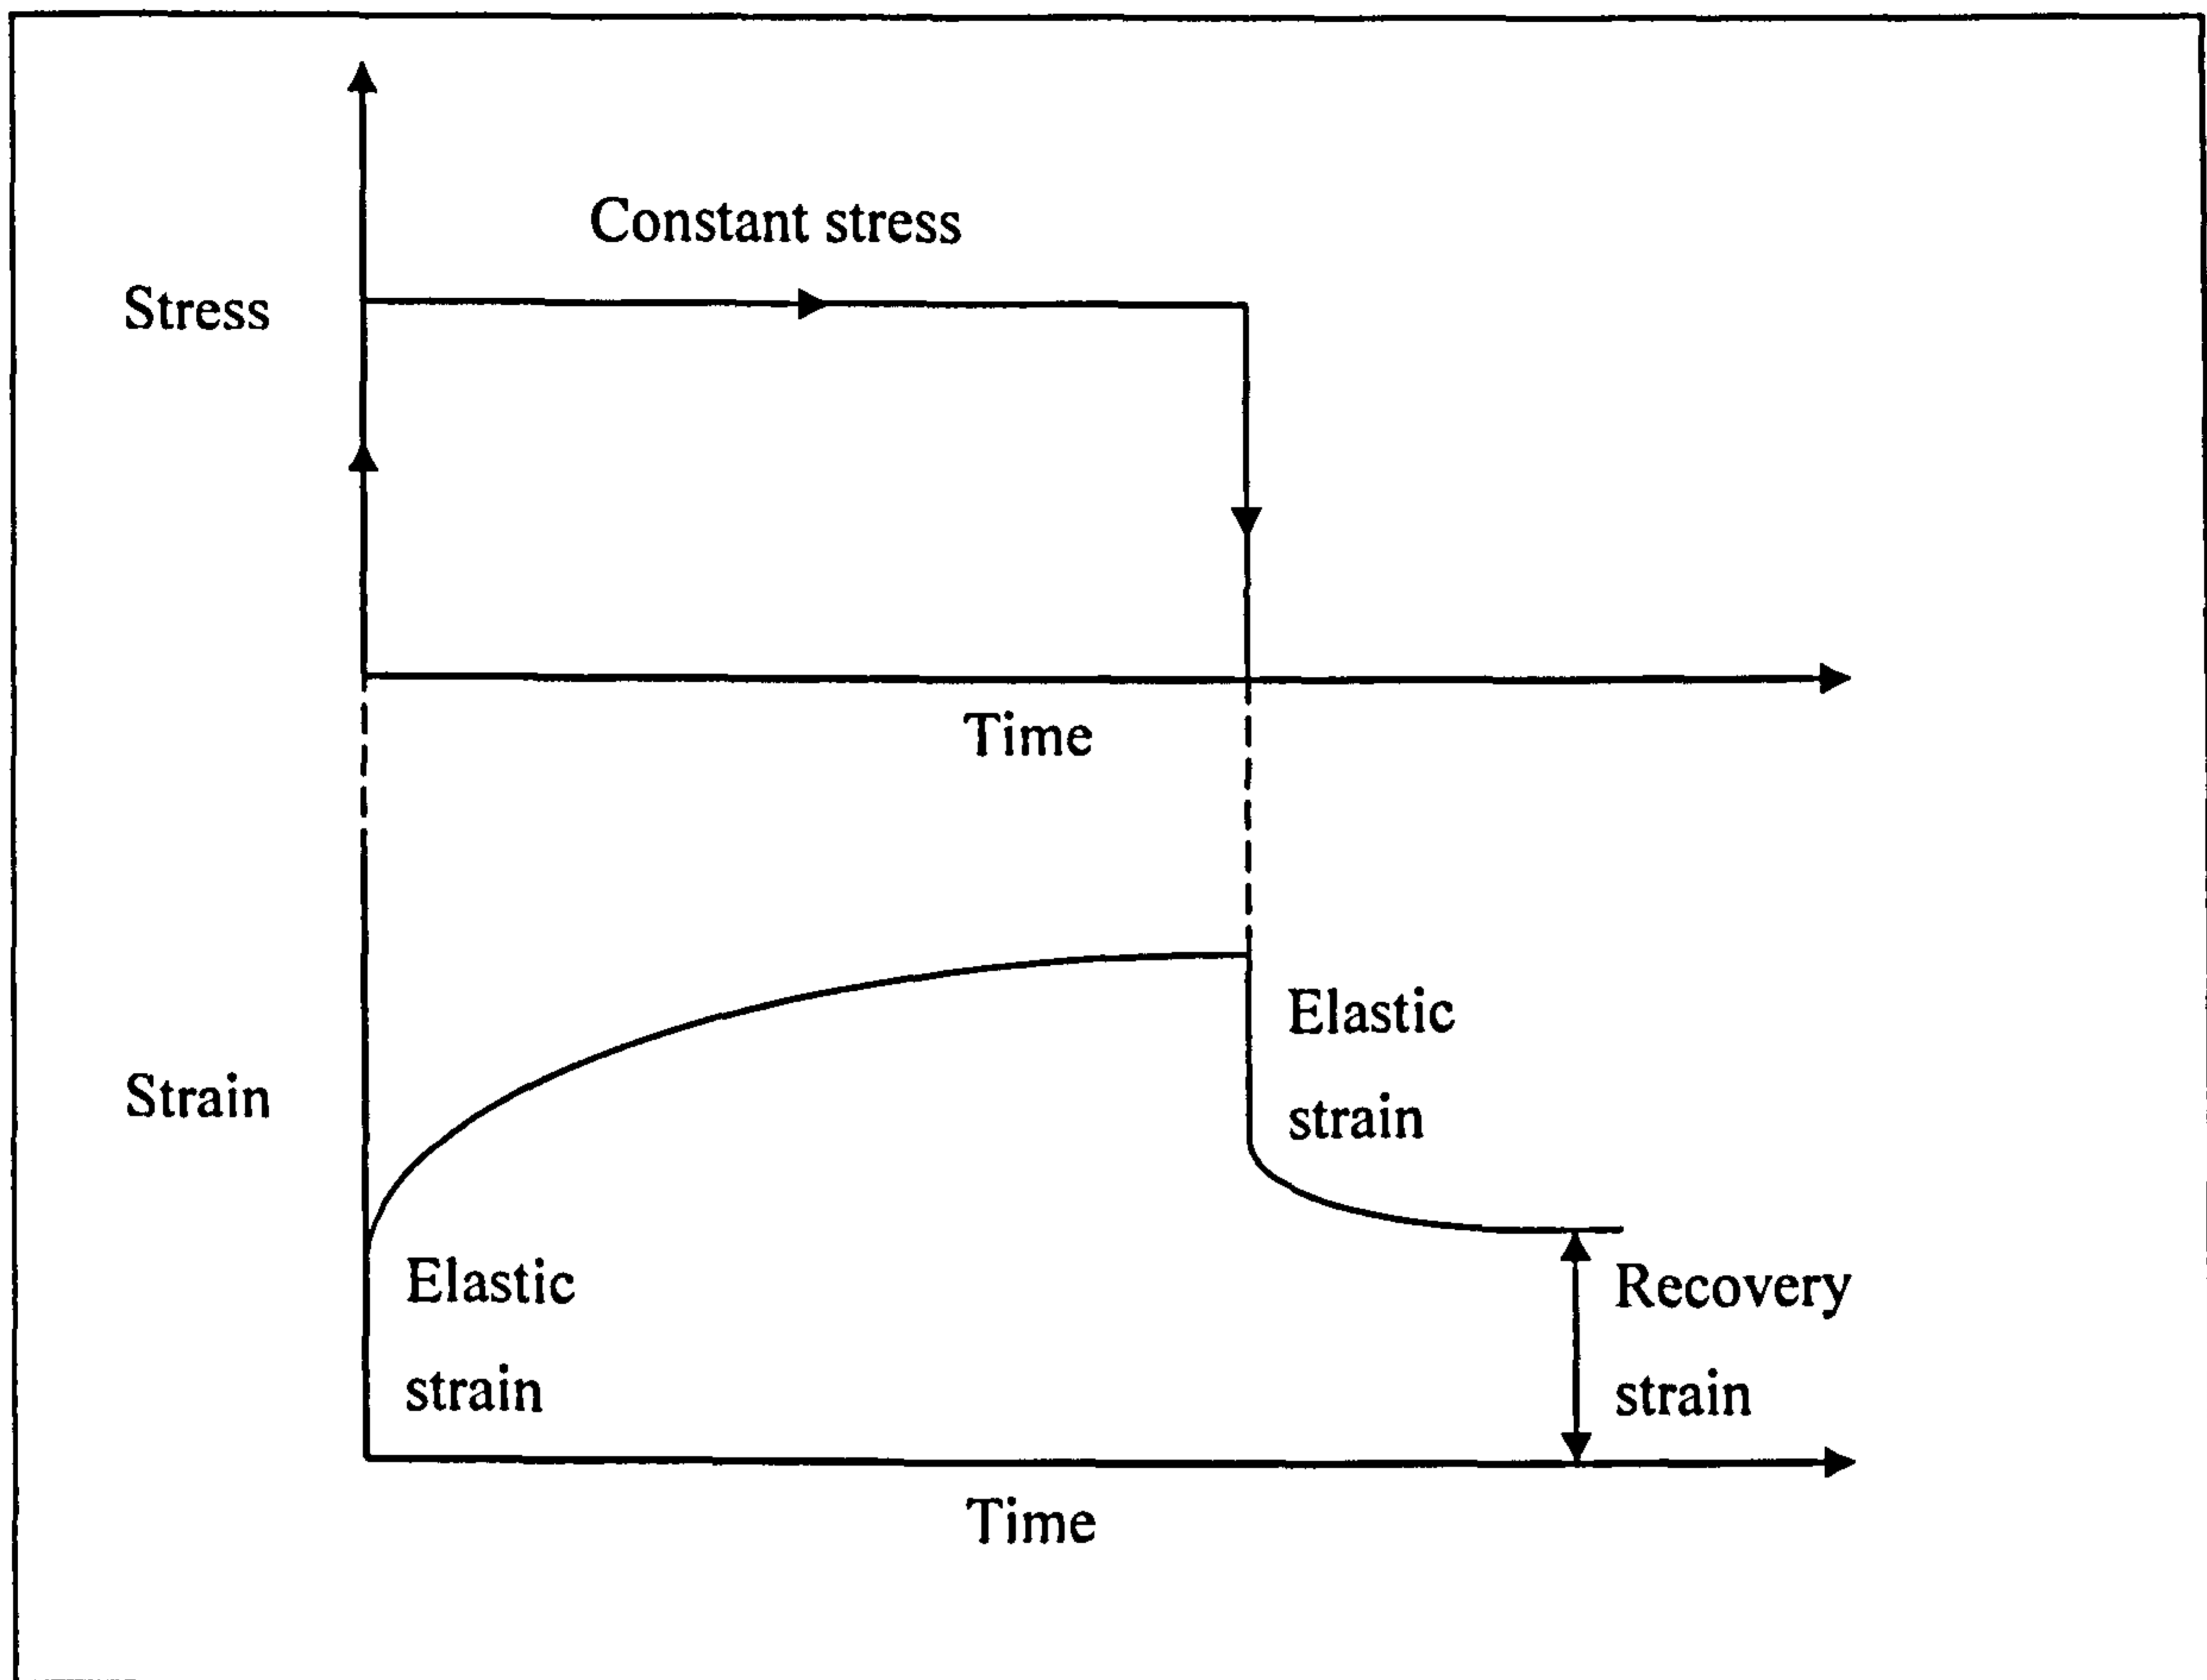 Constant stress
Stress
Time
Elastic
strain
Strain
Elastic
strain
Recovery
strain
Time